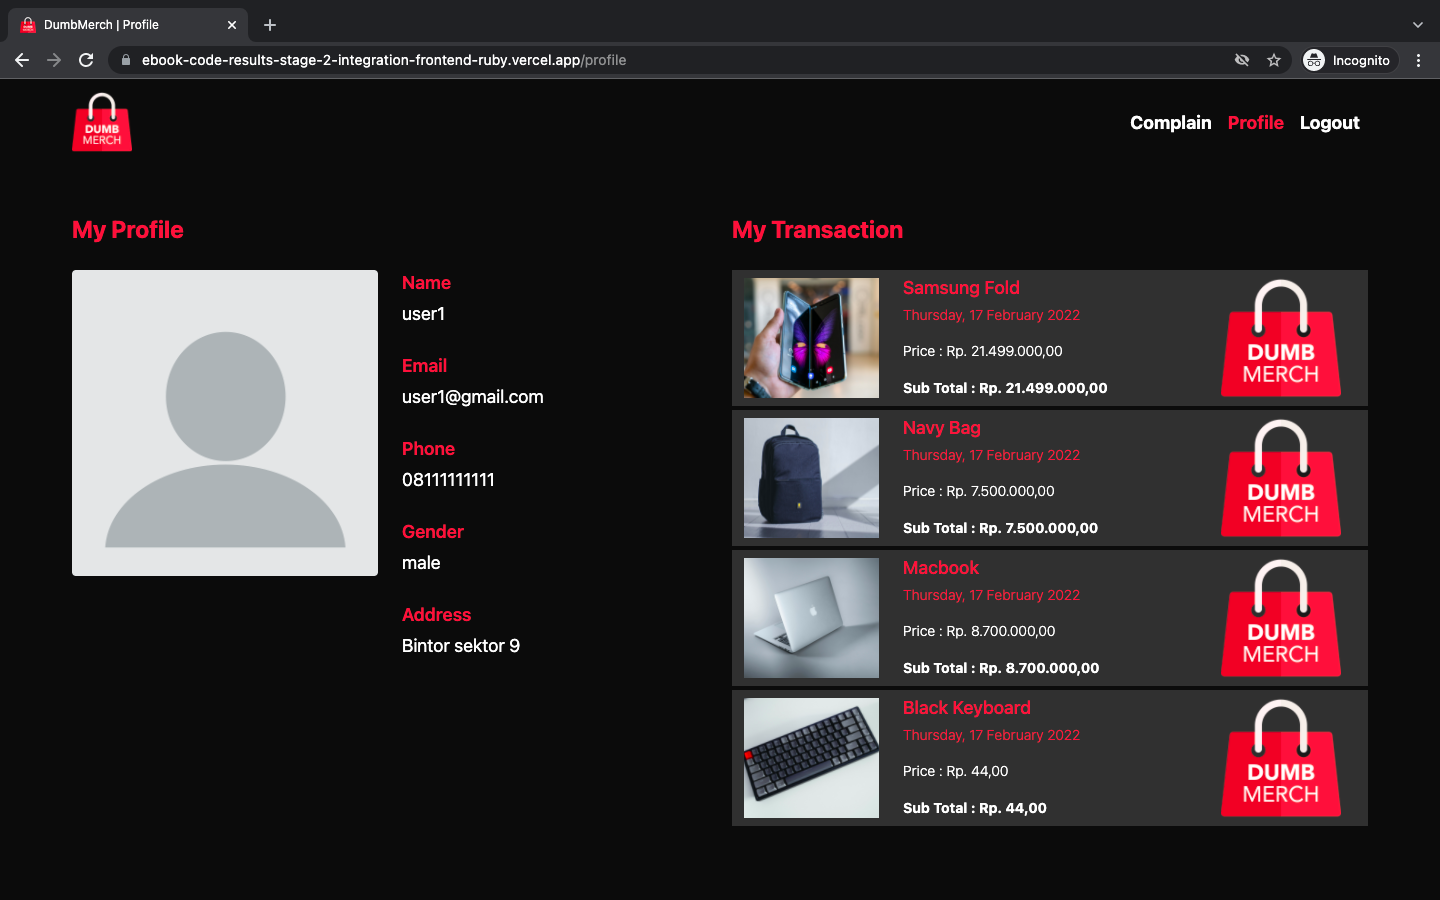 DumbMerch | Profile
ebook-code-results-stage-2-integration-frontend-ruby.vercel.app/profile
Incognito
DUMB
MERCH
Complain
Profile
Logout
My Profile
Name
user1
Email
user1@gmail.com
Phone
08111111111
Gender
male
Address
Bintor sektor 9
My Transaction
Samsung Fold
Thursday, 17 February 2022
Price : Rp. 21.499.000,00
Sub Total : Rp. 21.499.000,00
DUMB
MERCH
Navy Bag
Thursday, 17 February 2022
Price : Rp. 7.500.000,00
Sub Total : Rp. 7.500.000,00
DUMB
MERCH
Macbook
Thursday, 17 February 2022
Price : Rp. 8.700.000,00
Sub Total : Rp. 8.700.000,00
DUMB
MERCH
Black Keyboard
Thursday, 17 February 2022
Price : Rp. 44,00
Sub Total : Rp. 44,00
DUMB
MERCH